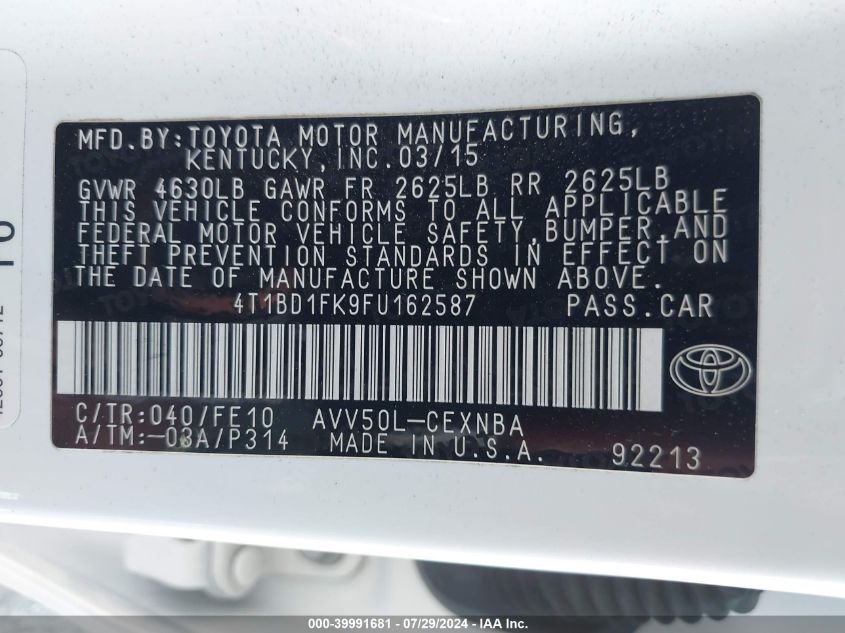 MFD.BY:TOYOTA MOTOR MANUFACTURING,
KENTUCKY,INC.03/15
GVWR 4630LB GAWR FR 2625LB RR 2625LB
THIS VEHICLE CONFORMS TO ALL APPLICABLE
FEDERAL MOTOR VEHICLE SAFETY,BUMPER,AND
THEFT PREVENTION STANDARDS IN EFFECT ON
THE DATE OF MANUFACTURE SHOWN ABOVE.
4T1BD1FK9FU162587 PASS.CAR
C/TR:040/FE10 AVV50L-CEXNBA
A/TM:-03A/P314 MADE IN U.S.A. 92213
000-39991681 / 07/29/2024 - IAA Inc.